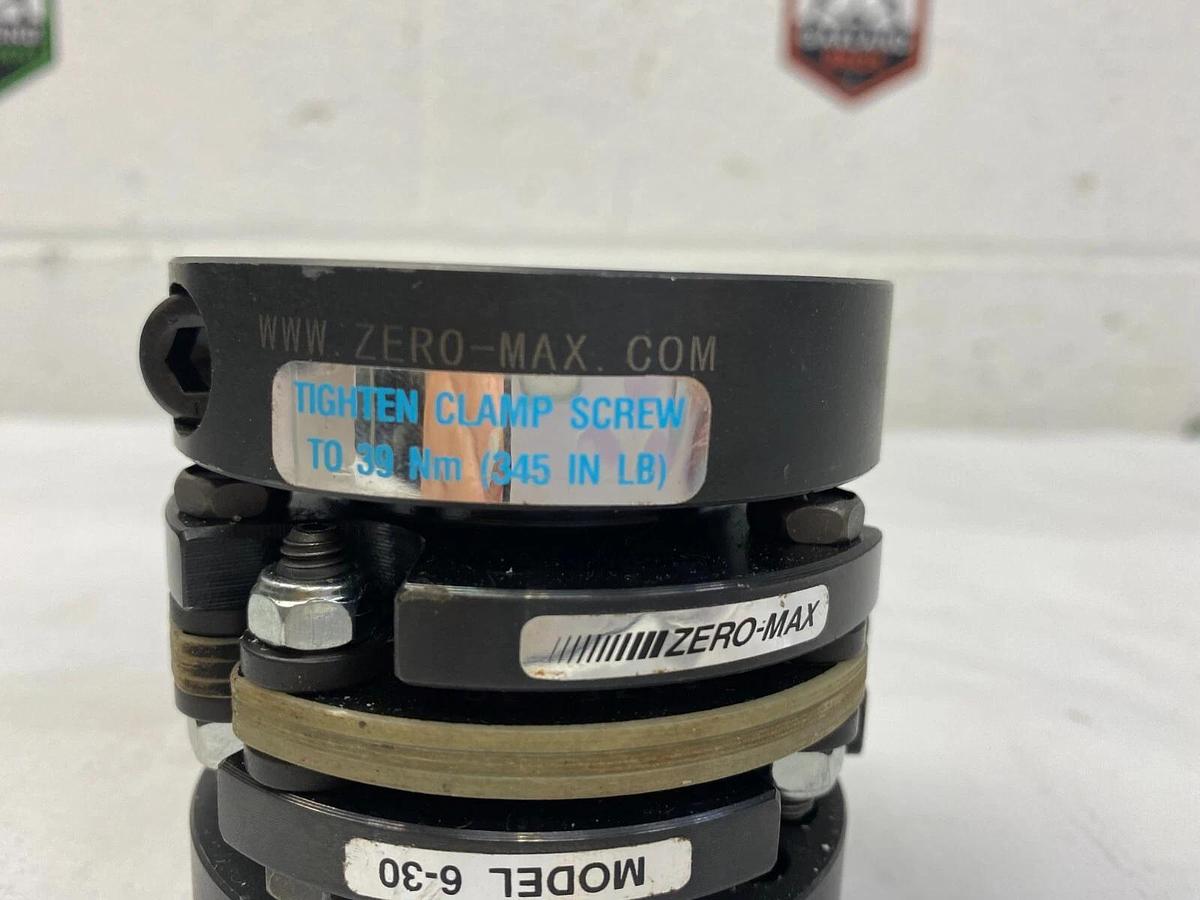 WWW.ZERO-MAX.COM
TIGHTEN CLAMP SCREW
TO 39 Nm (345 IN LB)
ZERO-MAX
MODEL 6-30